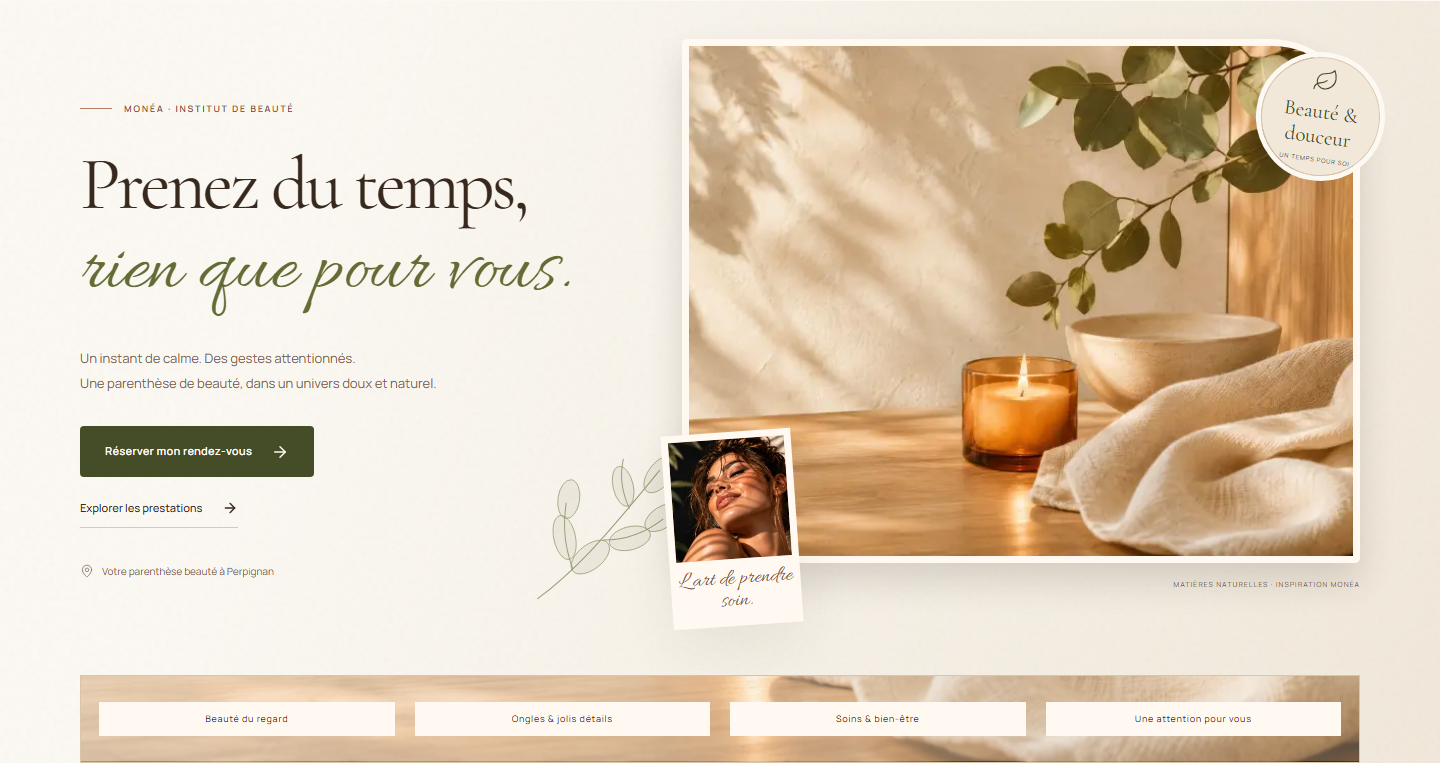 MONÉA · INSTITUT DE BEAUTÉ
Prenez du temps,
rien que pour vous.
Un instant de calme. Des gestes attentionnés.
Une parenthèse de beauté, dans un univers doux et naturel.
Réserver mon rendez-vous
Explorer les prestations
Votre parenthèse beauté à Perpignan
Beauté &
douceur
UN TEMPS POUR SOI
L'art de prendre
soin.
MATIÈRES NATURELLES · INSPIRATION MONÉA
Beauté du regard
Ongles & jolis détails
Soins & bien-être
Une attention pour vous